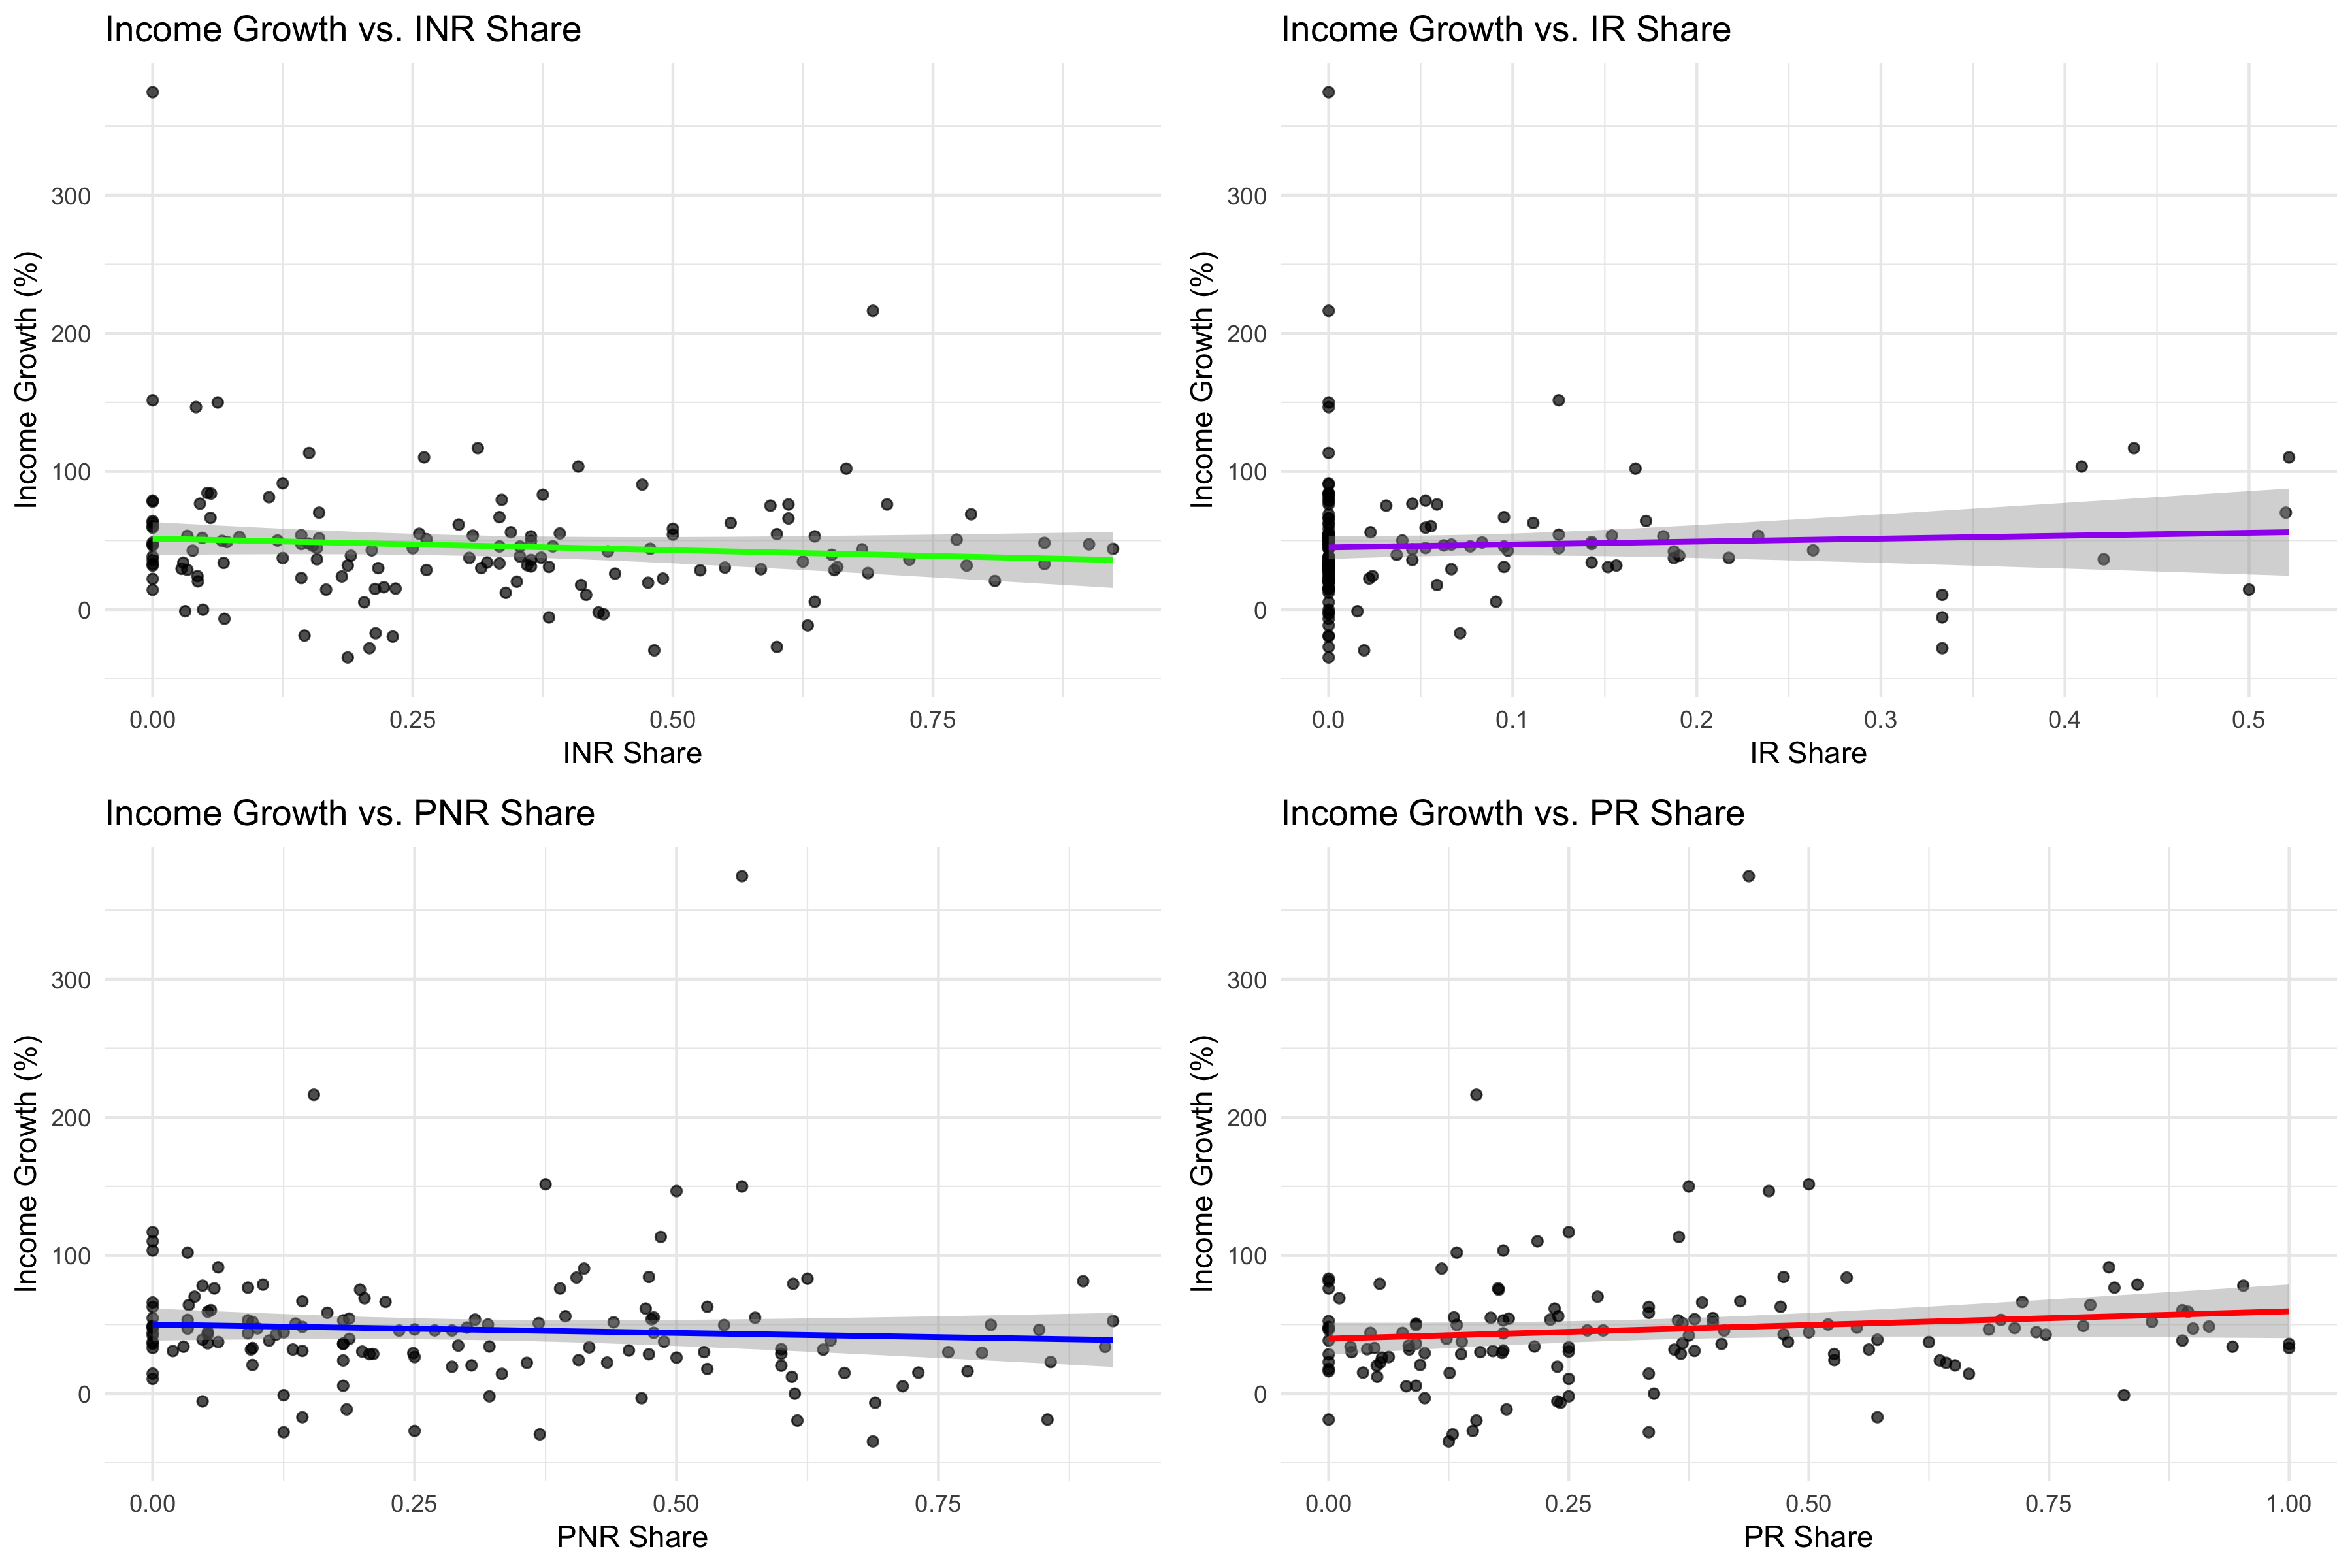 Income Growth vs. INR Share
Income Growth (%)
300
200
100
0
0.00 0.25 0.50 0.75
INR Share
Income Growth vs. IR Share
Income Growth (%)
300
200
100
0
0.0 0.1 0.2 0.3 0.4 0.5
IR Share
Income Growth vs. PNR Share
Income Growth (%)
300
200
100
0
0.00 0.25 0.50 0.75
PNR Share
Income Growth vs. PR Share
Income Growth (%)
300
200
100
0
0.00 0.25 0.50 0.75 1.00
PR Share